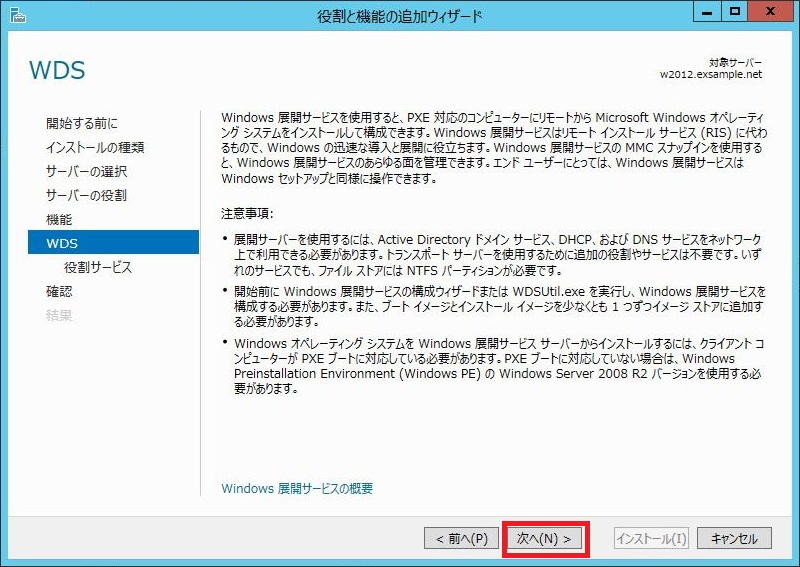 役割と機能の追加ウィザード
WDS
対象サーバー
w2012.exsample.net
開始する前に
インストールの種類
サーバーの選択
サーバーの役割
機能
WDS
役割サービス
確認
結果
Windows 展開サービスを使用すると、PXE 対応のコンピューターにリモートから Microsoft Windows オペレーティ
ング システムをインストールして構成できます。Windows 展開サービスはリモート インストール サービス (RIS) に代わ
るもので、Windows の迅速な導入と展開に役立ちます。Windows 展開サービスの MMC スナップインを使用する
と、Windows 展開サービスのあらゆる面を管理できます。エンド ユーザーにとっては、Windows 展開サービスは
Windows セットアップと同様に操作できます。
注意事項:
• 展開サーバーを使用するには、Active Directory ドメイン サービス、DHCP、および DNS サービスをネットワーク
上で利用できる必要があります。トランスポート サーバーを使用するために追加の役割やサービスは不要です。いず
れのサービスでも、ファイル ストアには NTFS パーティションが必要です。
• 開始前に Windows 展開サービスの構成ウィザードまたは WDSUtil.exe を実行し、Windows 展開サービスを
構成する必要があります。また、ブート イメージとインストール イメージを少なくとも 1 つずつイメージ ストアに追加す
る必要があります。
• Windows オペレーティング システムを Windows 展開サービス サーバーからインストールするには、クライアント コ
ンピューターが PXE ブートに対応している必要があります。PXE ブートに対応していない場合は、Windows
Preinstallation Environment (Windows PE) の Windows Server 2008 R2 バージョンを使用する必
要があります。
Windows 展開サービスの概要
< 前へ(P)
次へ(N) >
インストール(I)
キャンセル